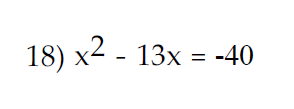 18) x² - 13x = -40